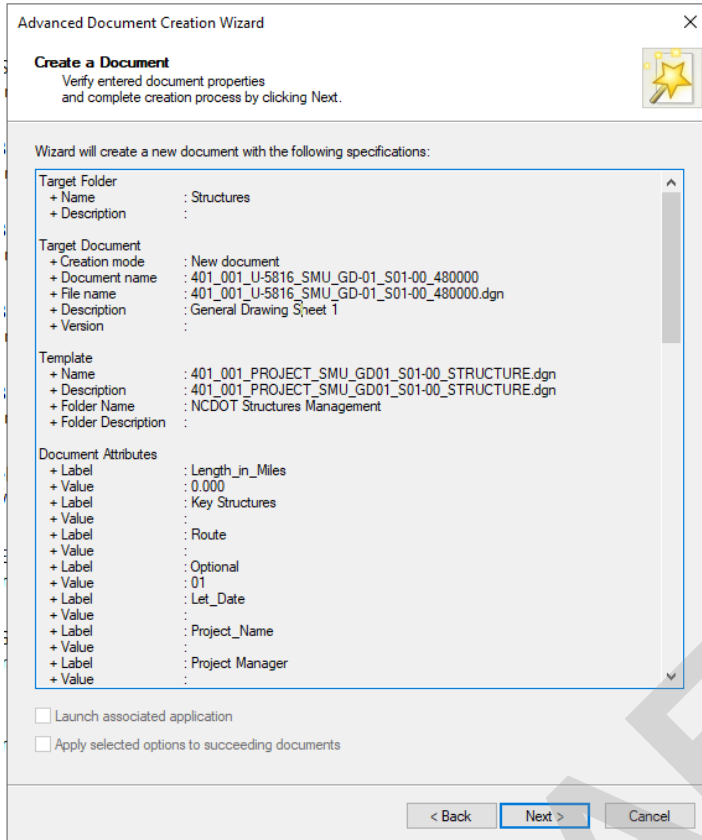 Advanced Document Creation Wizard
Create a Document
Verify entered document properties
and complete creation process by clicking Next.
Wizard will create a new document with the following specifications:
Target Folder
+ Name : Structures
+ Description :
Target Document
+ Creation mode : New document
+ Document name : 401_001_U-5816_SMU_GD-01_S01-00_480000
+ File name : 401_001_U-5816_SMU_GD-01_S01-00_480000.dgn
+ Description : General Drawing Sheet 1
+ Version :
Template
+ Name : 401_001_PROJECT_SMU_GD01_S01-00_STRUCTURE.dgn
+ Description : 401_001_PROJECT_SMU_GD01_S01-00_STRUCTURE.dgn
+ Folder Name : NCDOT Structures Management
+ Folder Description :
Document Attributes
+ Label : Length_in_Miles
+ Value : 0.000
+ Label : Key Structures
+ Value :
+ Label : Route
+ Value :
+ Label : Optional
+ Value : 01
+ Label : Let_Date
+ Value :
+ Label : Project_Name
+ Value :
+ Label : Project Manager
+ Value :
Launch associated application
Apply selected options to succeeding documents
< Back Next > Cancel